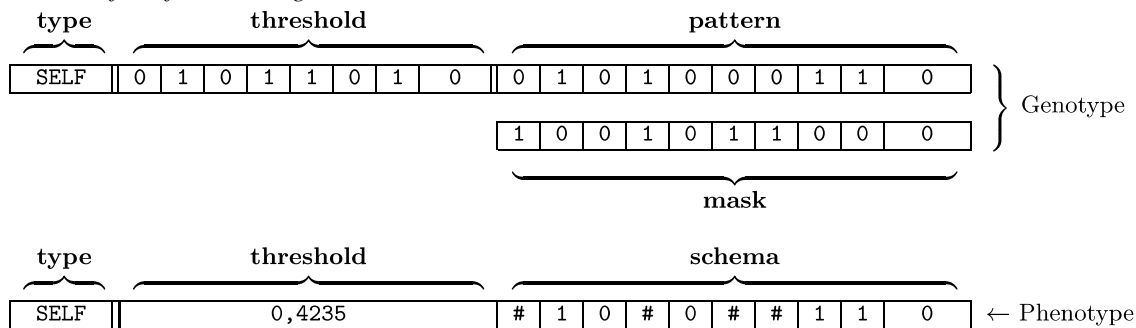 type threshold pattern
SELF 0 1 0 1 1 0 1 0 0 1 0 1 0 0 0 1 1 0
Genotype
1 0 0 1 0 1 1 0 0 0
mask
type threshold schema
SELF 0,4235 # 1 0 # 0 # # 1 1 0 ← Phenotype